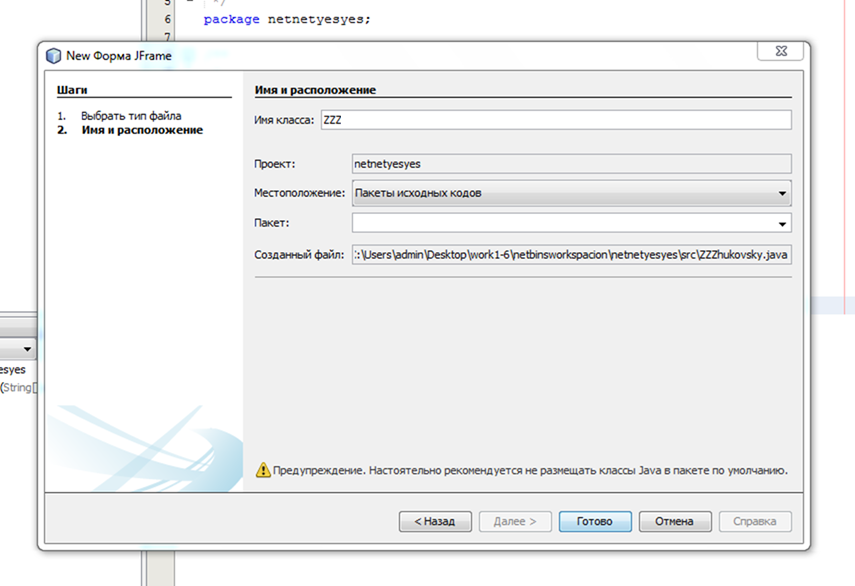 5
*/
6 package netnetyesyes;
7
New Форма JFrame
Шаги
1. Выбрать тип файла
2. Имя и расположение
Имя и расположение
Имя класса: ZZZ
Проект: netnetyesyes
Местоположение: Пакеты исходных кодов
Пакет:
Созданный файл: :\Users\admin\Desktop\work1-6\netbinsworkspacion\netnetyesyes\src\ZZZhukovsky.java
esyes
(String[]
Предупреждение. Настоятельно рекомендуется не размещать классы Java в пакете по умолчанию.
< Назад
Далее >
Готово
Отмена
Справка